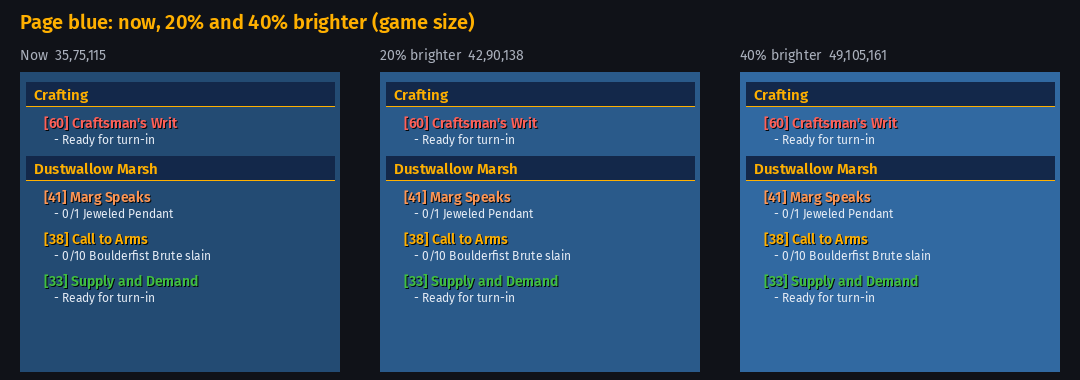 Page blue: now, 20% and 40% brighter (game size)
Now 35,75,115
Crafting
[60] Craftsman's Writ
- Ready for turn-in
Dustwallow Marsh
[41] Marg Speaks
- 0/1 Jeweled Pendant
[38] Call to Arms
- 0/10 Boulderfist Brute slain
[33] Supply and Demand
- Ready for turn-in
20% brighter 42,90,138
Crafting
[60] Craftsman's Writ
- Ready for turn-in
Dustwallow Marsh
[41] Marg Speaks
- 0/1 Jeweled Pendant
[38] Call to Arms
- 0/10 Boulderfist Brute slain
[33] Supply and Demand
- Ready for turn-in
40% brighter 49,105,161
Crafting
[60] Craftsman's Writ
- Ready for turn-in
Dustwallow Marsh
[41] Marg Speaks
- 0/1 Jeweled Pendant
[38] Call to Arms
- 0/10 Boulderfist Brute slain
[33] Supply and Demand
- Ready for turn-in